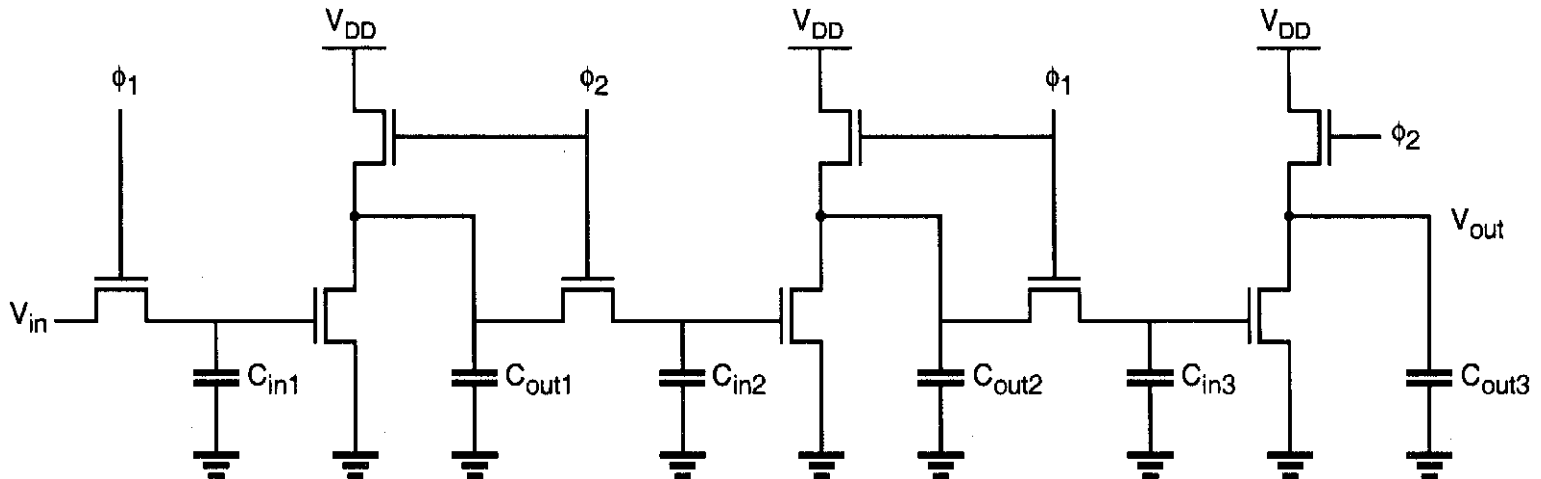 V_DD
V_DD
V_DD
ϕ1
ϕ2
ϕ1
ϕ2
V_out
V_in
C_in1
C_out1
C_in2
C_out2
C_in3
C_out3